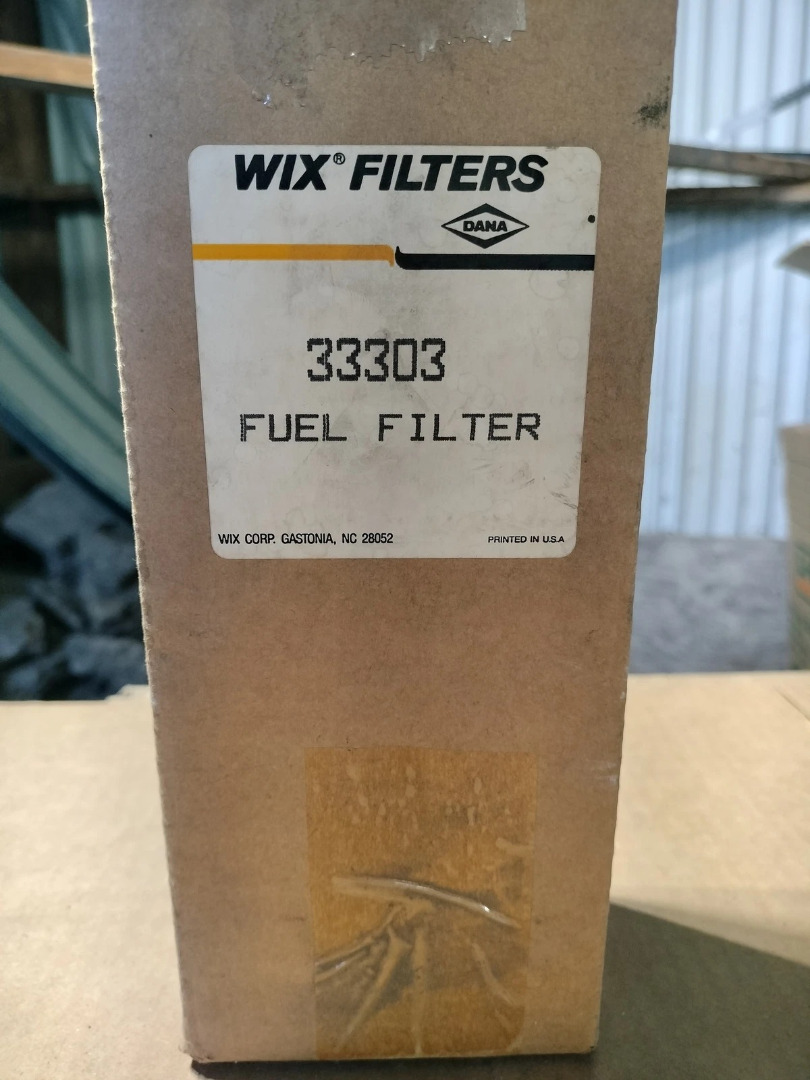 WIX® FILTERS
DANA
33303
FUEL FILTER
WIX CORP. GASTONIA, NC 28052 PRINTED IN U.S.A